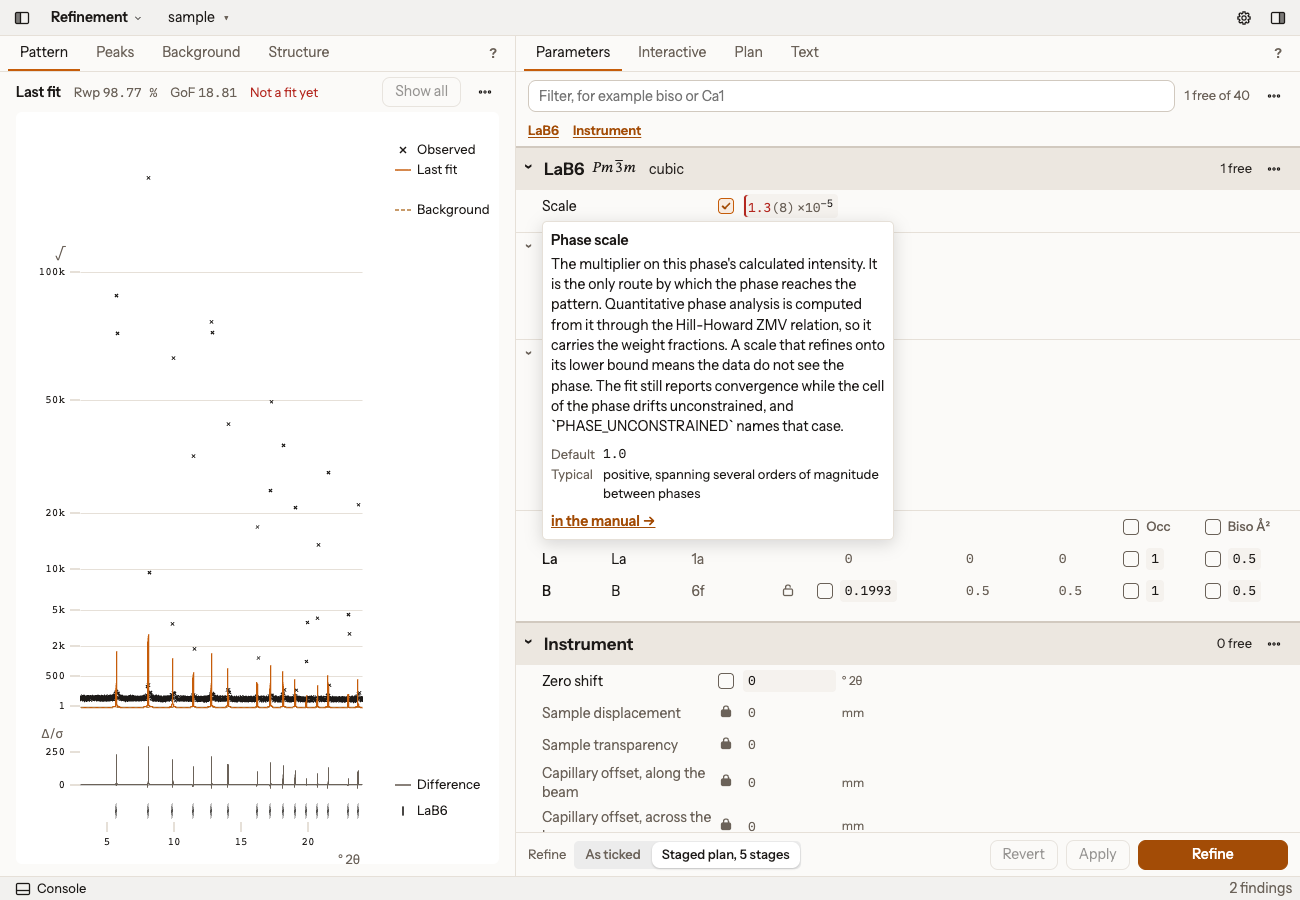 Refinement
sample
Pattern Peaks Background Structure ?
Parameters Interactive Plan Text ?
Last fit Rwp 98.77 % GoF 18.81 Not a fit yet Show all
Filter, for example biso or Ca1
1 free of 40
LaB6 Instrument
Observed
Last fit
Background
√
100k
50k
20k
10k
5k
2k
500
1
Δ/σ
250
0
Difference
LaB6
5 10 15 20
°2θ
LaB6 Pm3̅m cubic 1 free
Scale 1.3(8) ×10⁻⁵
Phase scale
The multiplier on this phase's calculated intensity. It
is the only route by which the phase reaches the
pattern. Quantitative phase analysis is computed
from it through the Hill-Howard ZMV relation, so it
carries the weight fractions. A scale that refines onto
its lower bound means the data do not see the
phase. The fit still reports convergence while the cell
of the phase drifts unconstrained, and
`PHASE_UNCONSTRAINED` names that case.
Default 1.0
Typical positive, spanning several orders of magnitude
between phases
in the manual →
Occ Biso Å²
La La 1a 0 0 0 1 0.5
B B 6f 0.1993 0.5 0.5 1 0.5
Instrument 0 free
Zero shift 0 °2θ
Sample displacement 0 mm
Sample transparency 0
Capillary offset, along the
beam 0 mm
Capillary offset, across the
0 mm
Refine As ticked Staged plan, 5 stages Revert Apply Refine
Console 2 findings